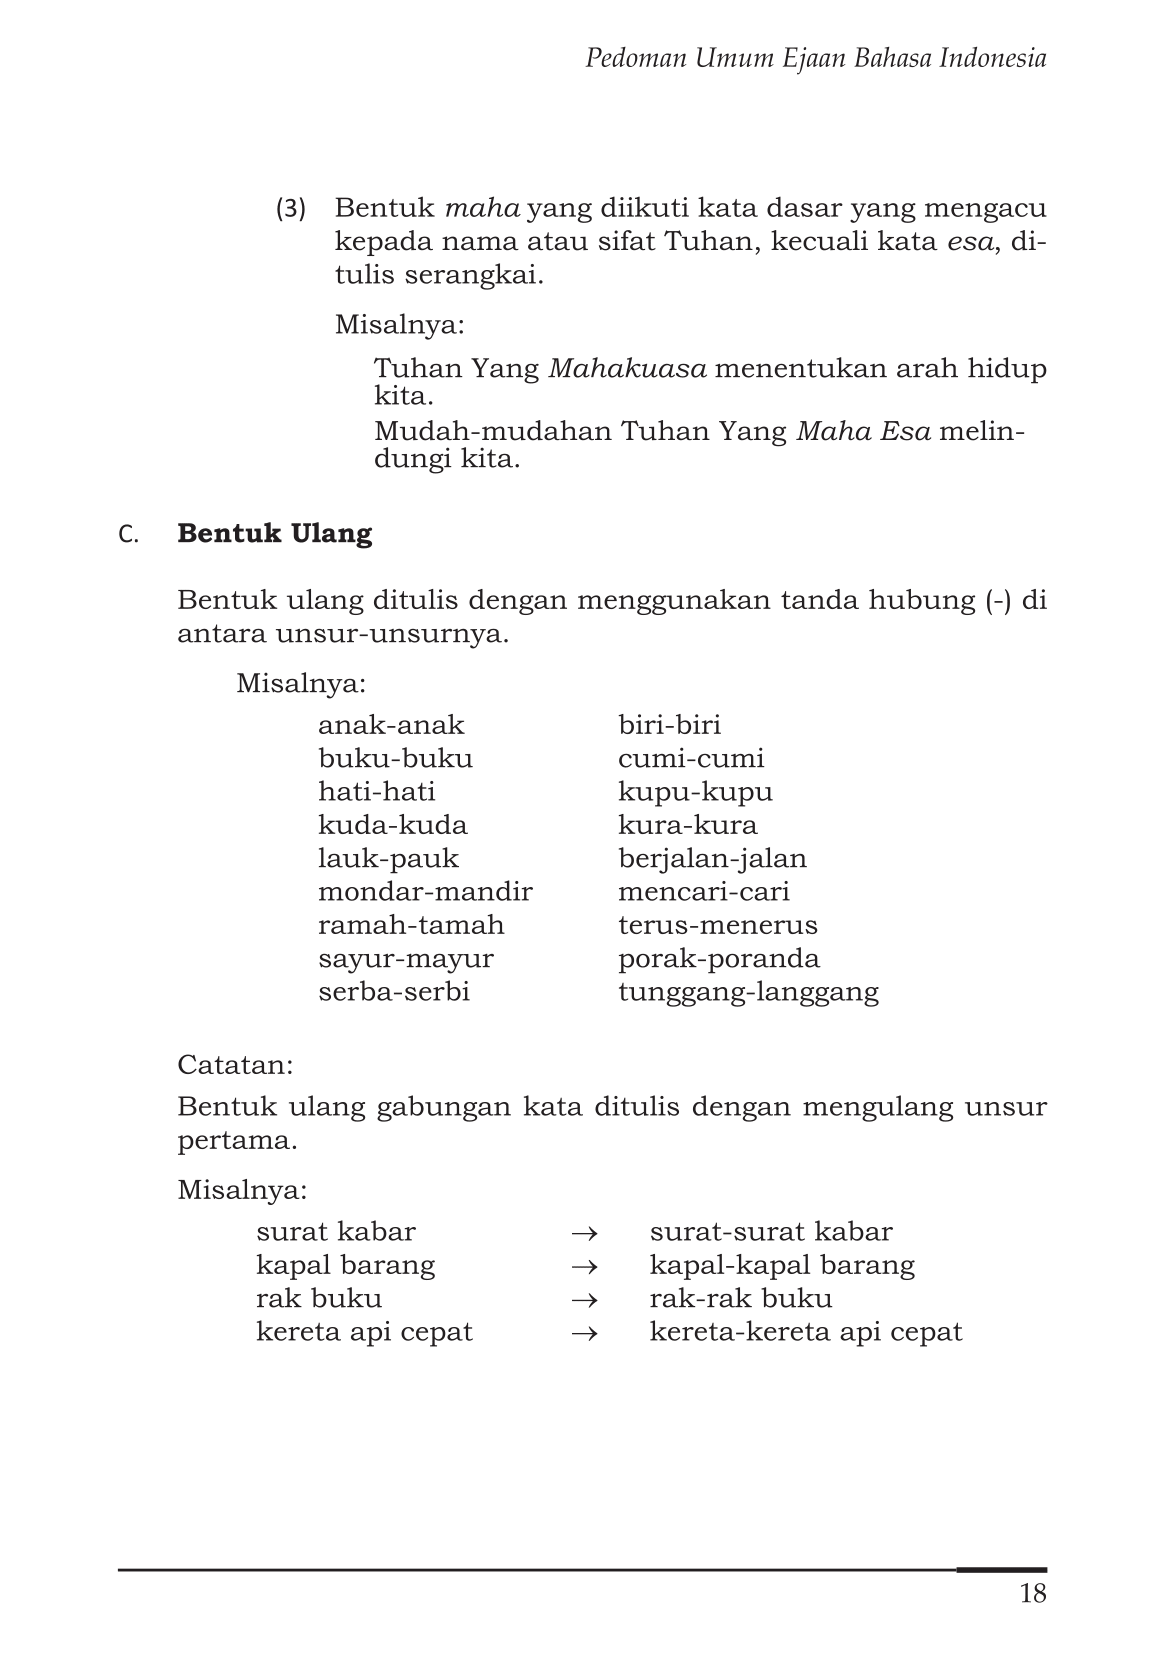 Pedoman Umum Ejaan Bahasa Indonesia
(3) Bentuk maha yang diikuti kata dasar yang mengacu
kepada nama atau sifat Tuhan, kecuali kata esa, di-
tulis serangkai.
Misalnya:
Tuhan Yang Mahakuasa menentukan arah hidup
kita.
Mudah-mudahan Tuhan Yang Maha Esa melin-
dungi kita.
C. Bentuk Ulang
Bentuk ulang ditulis dengan menggunakan tanda hubung (-) di
antara unsur-unsurnya.
Misalnya:
anak-anak biri-biri
buku-buku cumi-cumi
hati-hati kupu-kupu
kuda-kuda kura-kura
lauk-pauk berjalan-jalan
mondar-mandir mencari-cari
ramah-tamah terus-menerus
sayur-mayur porak-poranda
serba-serbi tunggang-langgang
Catatan:
Bentuk ulang gabungan kata ditulis dengan mengulang unsur
pertama.
Misalnya:
surat kabar → surat-surat kabar
kapal barang → kapal-kapal barang
rak buku → rak-rak buku
kereta api cepat → kereta-kereta api cepat
18